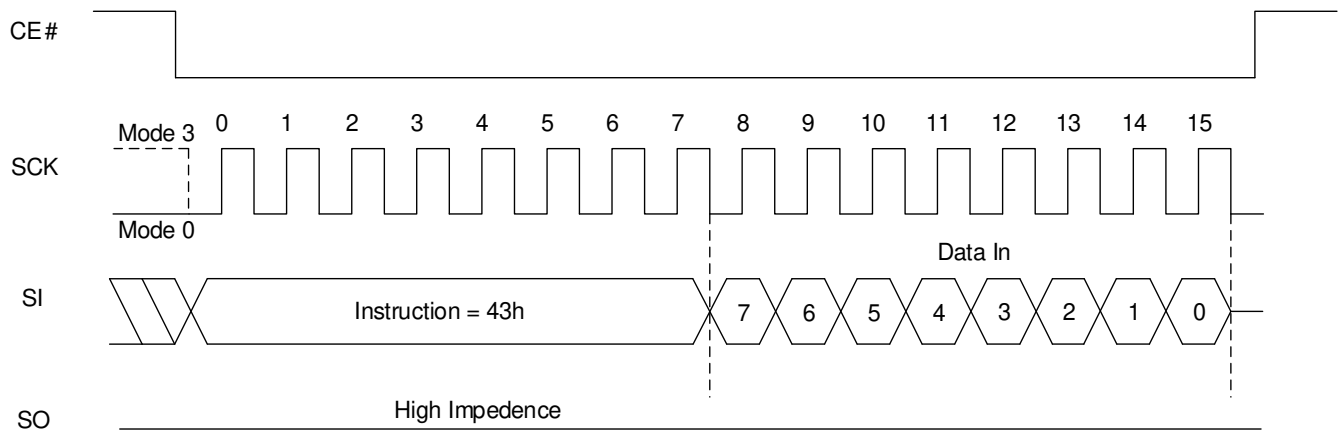 CE#
Mode 3 0 1 2 3 4 5 6 7 8 9 10 11 12 13 14 15
SCK
Mode 0
Data In
SI Instruction = 43h 7 6 5 4 3 2 1 0
High Impedence
SO